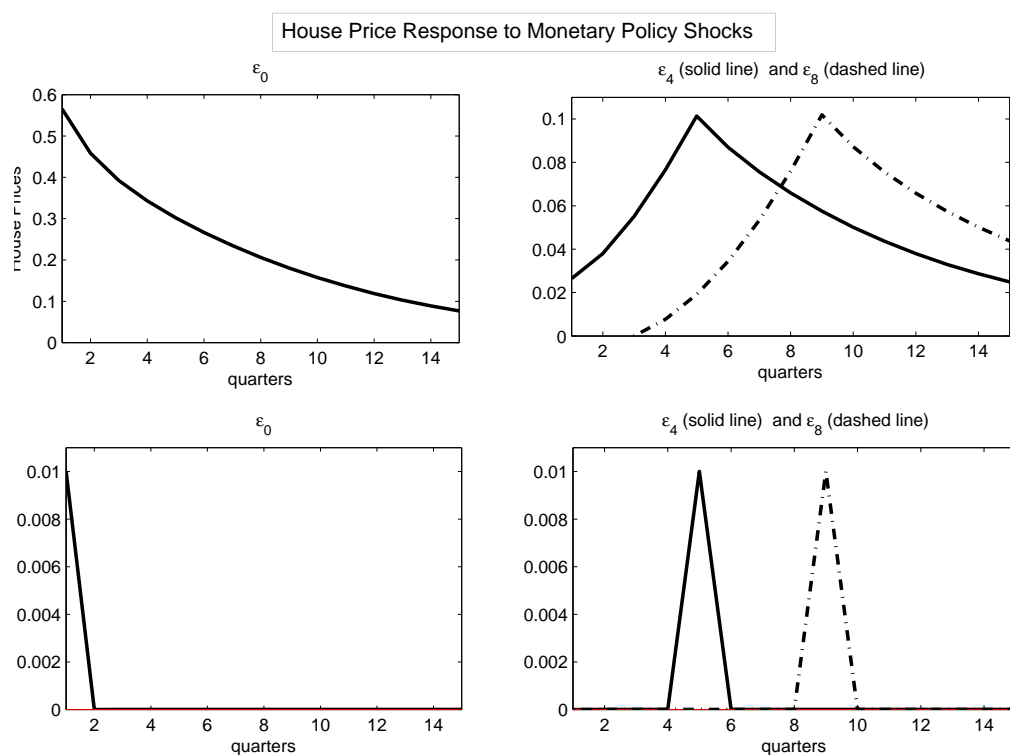 House Price Response to Monetary Policy Shocks
ε0
0.6
0.5
0.4
0.3
0.2
0.1
0
House Prices
2 4 6 8 10 12 14
quarters
ε4 (solid line) and ε8 (dashed line)
0.1
0.08
0.06
0.04
0.02
0
2 4 6 8 10 12 14
quarters
ε0
0.01
0.008
0.006
0.004
0.002
0
2 4 6 8 10 12 14
quarters
ε4 (solid line) and ε8 (dashed line)
0.01
0.008
0.006
0.004
0.002
0
2 4 6 8 10 12 14
quarters